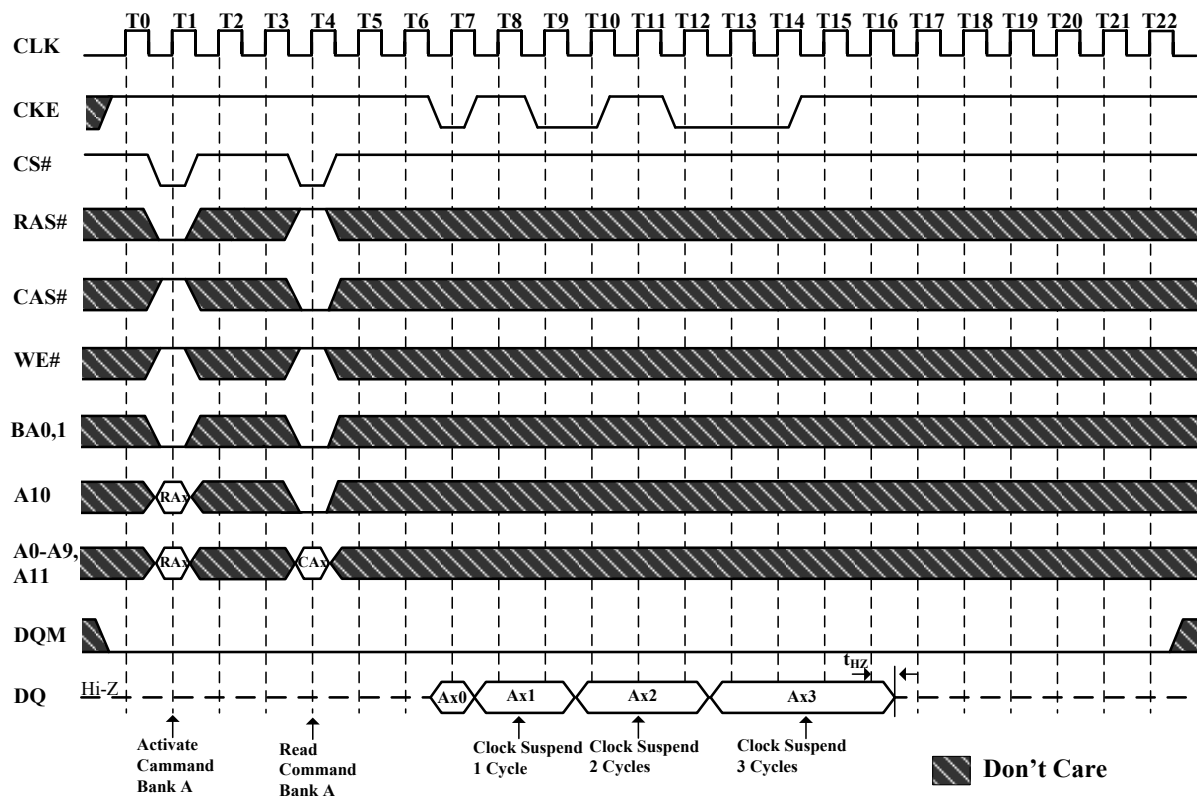 T0 T1 T2 T3 T4 T5 T6 T7 T8 T9 T10 T11 T12 T13 T14 T15 T16 T17 T18 T19 T20 T21 T22
CLK
CKE
CS#
RAS#
CAS#
WE#
BA0,1
A10
RAx
A0-A9,
A11
RAx
CAx
DQM
tHZ
DQ
Hi-Z
Ax0
Ax1
Ax2
Ax3
Activate
Cammand
Bank A
Read
Command
Bank A
Clock Suspend
1 Cycle
Clock Suspend
2 Cycles
Clock Suspend
3 Cycles
Don't Care